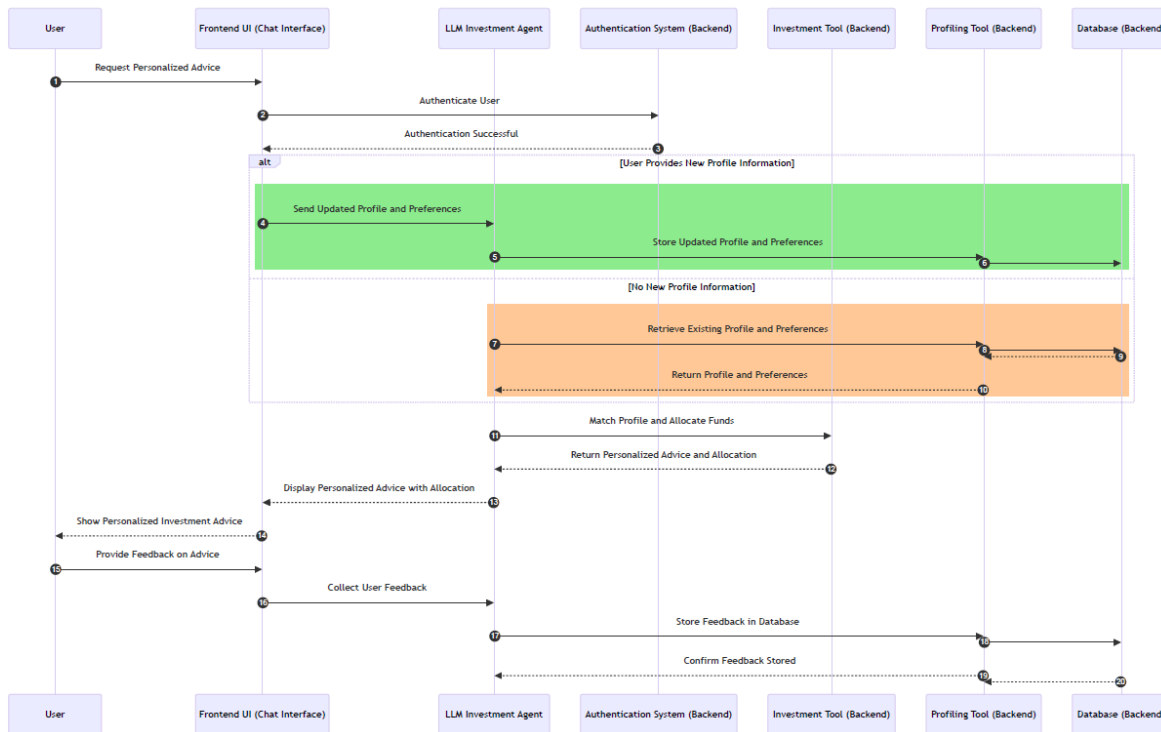 User
Frontend UI (Chat Interface)
LLM Investment Agent
Authentication System (Backend)
Investment Tool (Backend)
Profiling Tool (Backend)
Database (Backend)
Request Personalized Advice
1
Authenticate User
2
Authentication Successful
3
alt
[User Provides New Profile Information]
Send Updated Profile and Preferences
4
Store Updated Profile and Preferences
5
6
[No New Profile Information]
Retrieve Existing Profile and Preferences
7
8
9
Return Profile and Preferences
10
Match Profile and Allocate Funds
11
Return Personalized Advice and Allocation
12
Display Personalized Advice with Allocation
13
Show Personalized Investment Advice
14
Provide Feedback on Advice
15
Collect User Feedback
16
Store Feedback in Database
17
18
Confirm Feedback Stored
19
20
User
Frontend UI (Chat Interface)
LLM Investment Agent
Authentication System (Backend)
Investment Tool (Backend)
Profiling Tool (Backend)
Database (Backend)